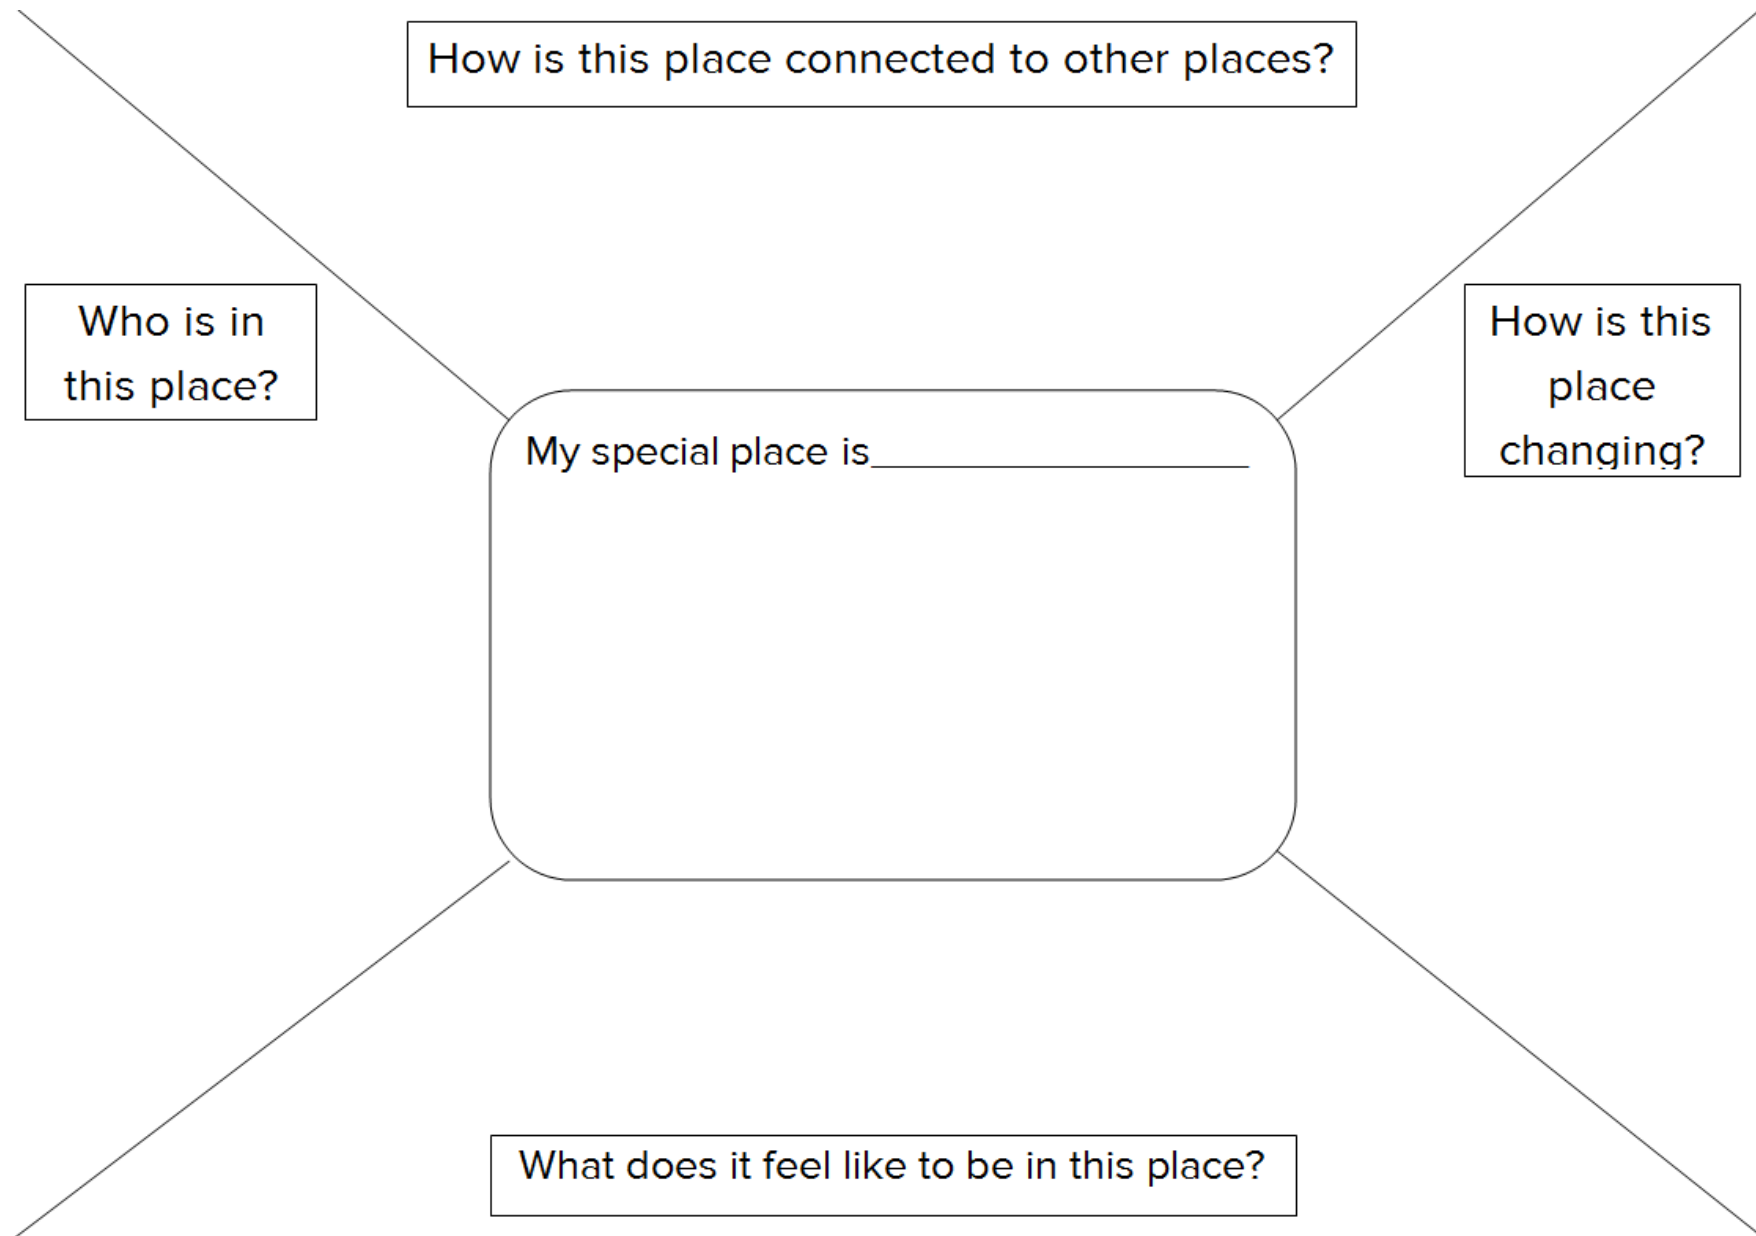 How is this place connected to other places?
Who is in
this place?
How is this
place
changing?
My special place is__________________
What does it feel like to be in this place?